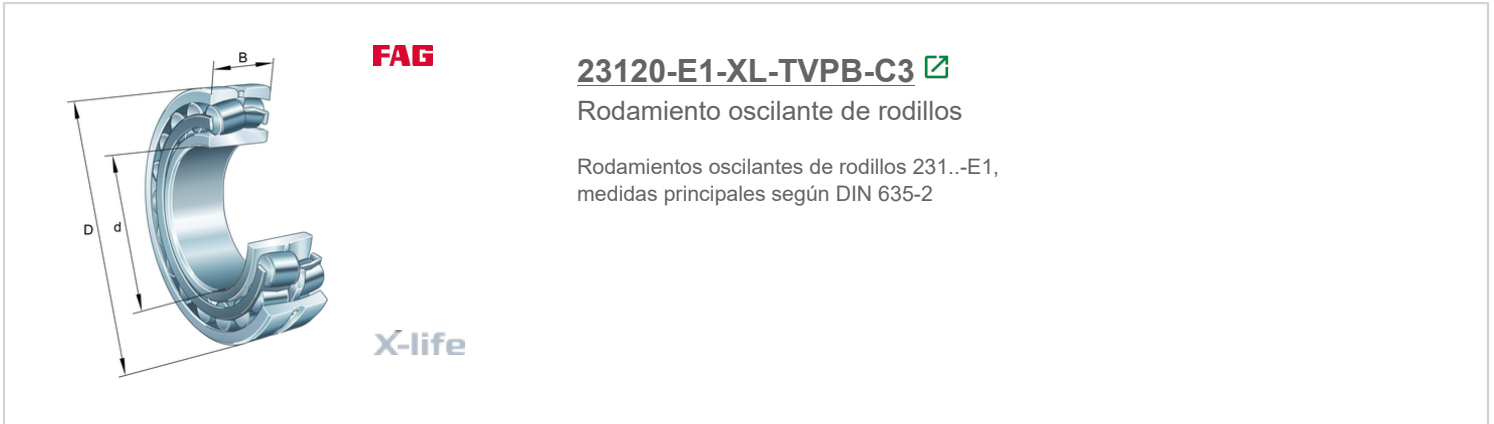 B
D
d
FAG
X-life
23120-E1-XL-TVPB-C3
Rodamiento oscilante de rodillos
Rodamientos oscilantes de rodillos 231..-E1,
medidas principales según DIN 635-2